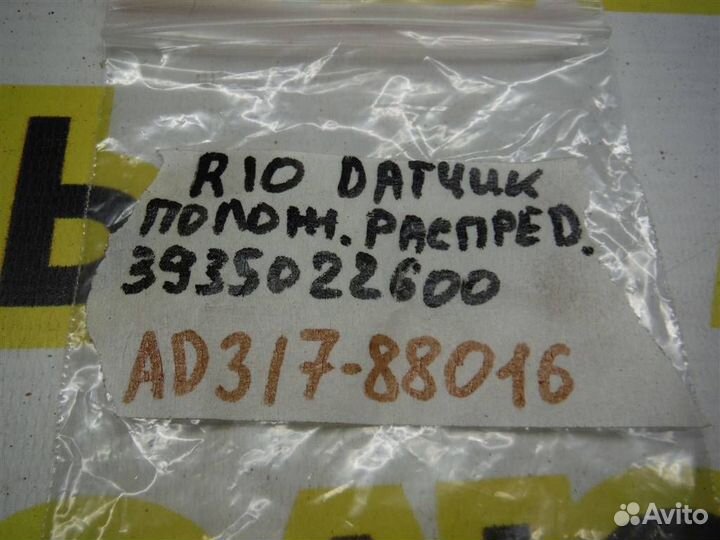 RIO DАТЧИК
ПОЛОЖ. РАСПРЕD.
3935022600
AD317-88016
Avito